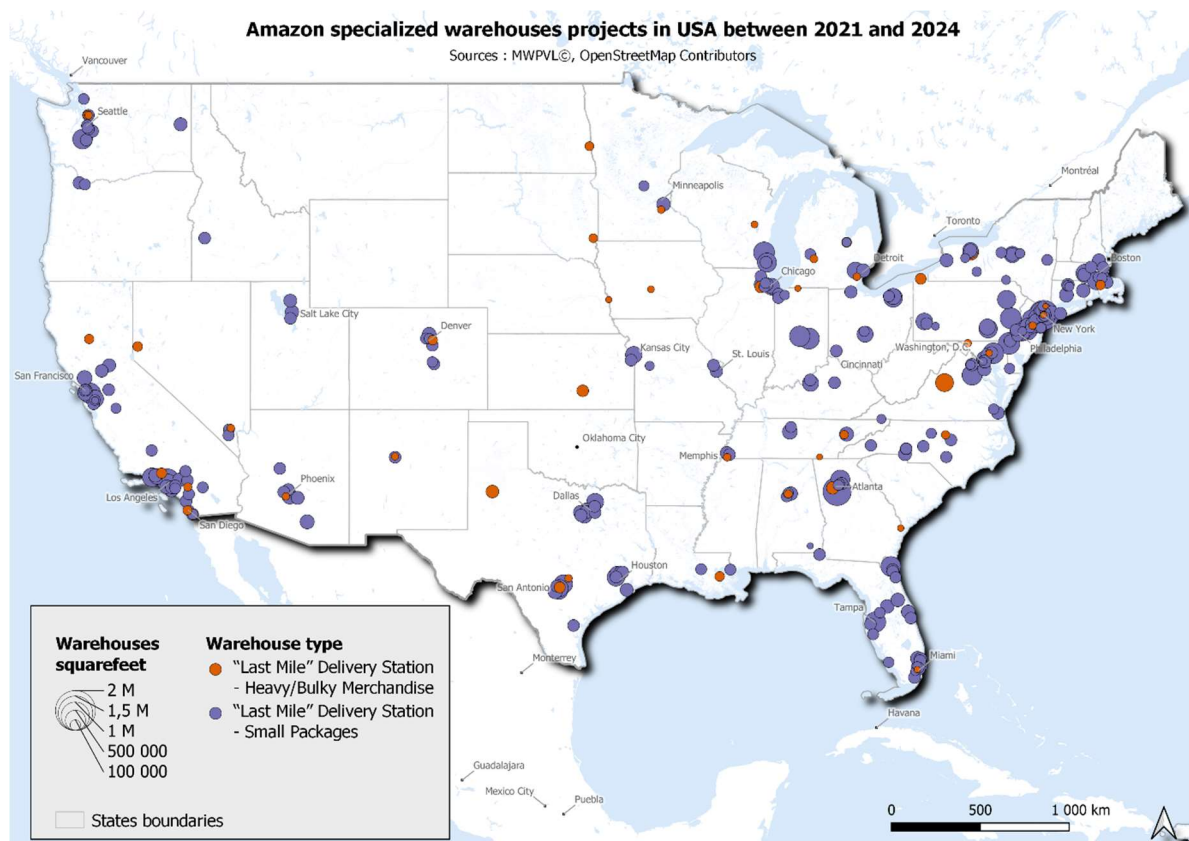 Amazon specialized warehouses projects in USA between 2021 and 2024
Sources : MWPVL©, OpenStreetMap Contributors
Vancouver
Seattle
Minneapolis
Montréal
Toronto
Boston
Detroit
Chicago
Salt Lake City
Denver
New York
Philadelphia
Washington, D.C.
Kansas City
St. Louis
Cincinnati
San Francisco
Oklahoma City
Memphis
Los Angeles
Phoenix
Atlanta
San Diego
Dallas
Houston
San Antonio
Tampa
Miami
Monterrey
Havana
Guadalajara
Mexico City
Puebla
Warehouses
squarefeet
2 M
1,5 M
1 M
500 000
100 000
Warehouse type
“Last Mile” Delivery Station
- Heavy/Bulky Merchandise
“Last Mile” Delivery Station
- Small Packages
States boundaries
0 500 1 000 km